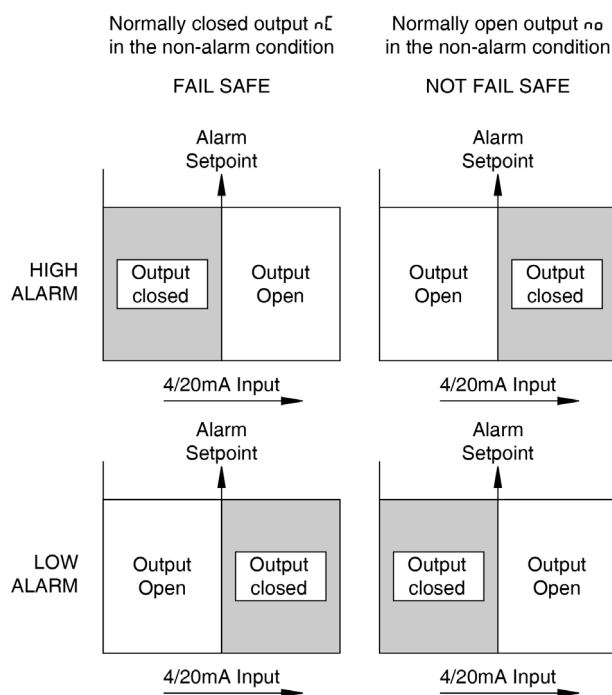 Normally closed output nC
in the non-alarm condition
FAIL SAFE
Normally open output no
in the non-alarm condition
NOT FAIL SAFE
HIGH
ALARM
Alarm
Setpoint
Output
closed
Output
Open
4/20mA Input
Alarm
Setpoint
Output
Open
Output
closed
4/20mA Input
LOW
ALARM
Alarm
Setpoint
Output
Open
Output
closed
4/20mA Input
Alarm
Setpoint
Output
closed
Output
Open
4/20mA Input